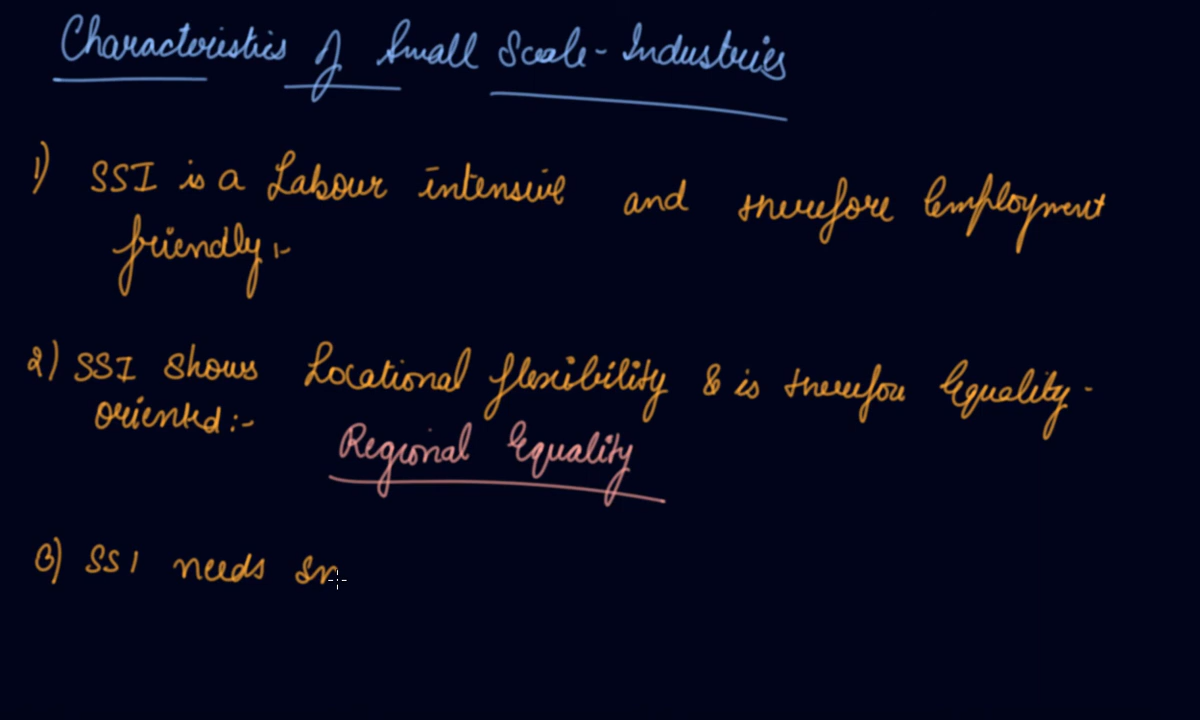 Characteristics of Small Scale-Industries
1) SSI is a Labour intensive and therefore Employment
friendly:-
2) SSI shows Locational flexibility & is therefore Equality-
oriented:-
Regional Equality
3) SSI needs Sm